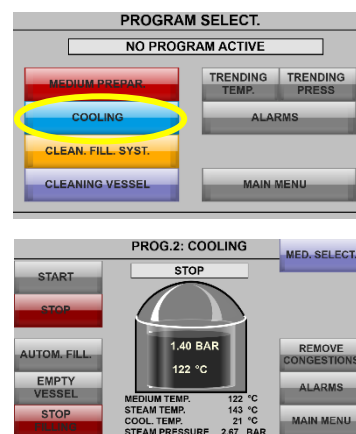 PROGRAM SELECT.
NO PROGRAM ACTIVE
MEDIUM PREPAR.
TRENDING TEMP.
TRENDING PRESS
COOLING
ALARMS
CLEAN. FILL. SYST.
CLEANING VESSEL
MAIN MENU
PROG.2: COOLING
MED. SELECT.
START
STOP
STOP
AUTOM. FILL.
1.40 BAR
122 °C
REMOVE CONGESTIONS
EMPTY VESSEL
ALARMS
STOP FILLING
MAIN MENU
MEDIUM TEMP. 122 °C
STEAM TEMP. 143 °C
COOL. TEMP. 21 °C
STEAM PRESSURE 2.67 BAR